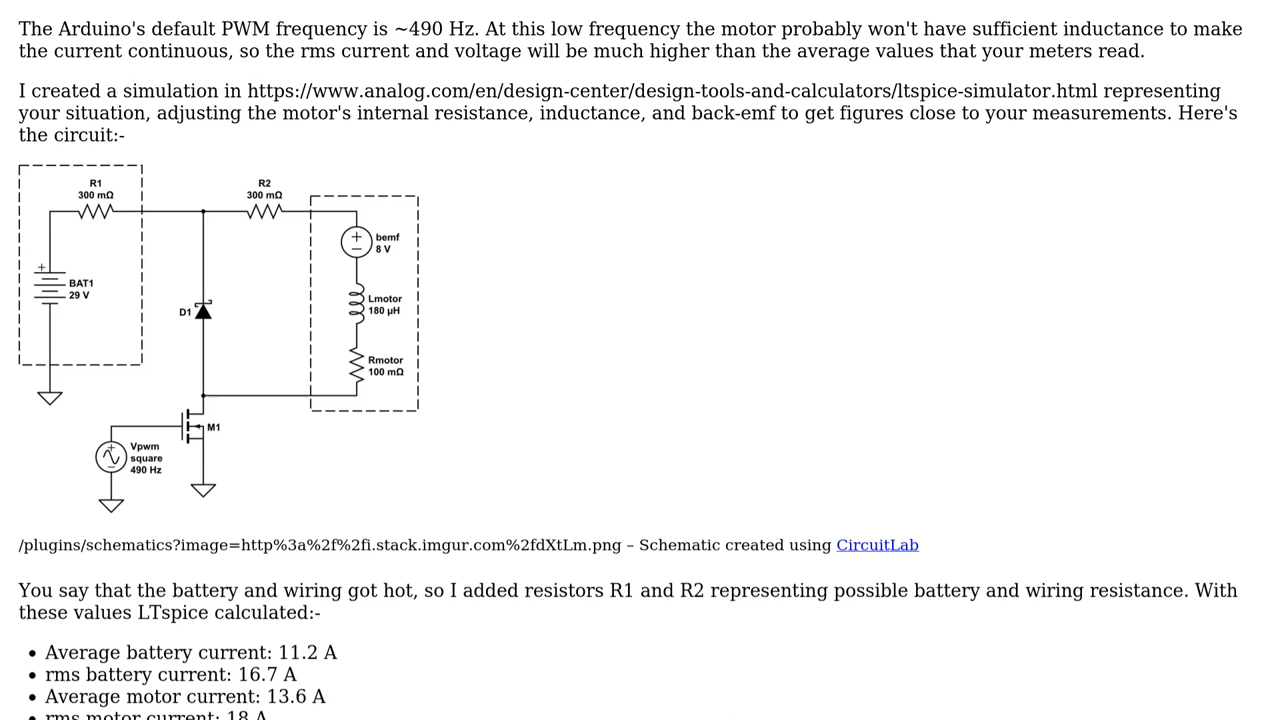 The Arduino's default PWM frequency is ~490 Hz. At this low frequency the motor probably won't have sufficient inductance to make
the current continuous, so the rms current and voltage will be much higher than the average values that your meters read.
I created a simulation in https://www.analog.com/en/design-center/design-tools-and-calculators/ltspice-simulator.html representing
your situation, adjusting the motor's internal resistance, inductance, and back-emf to get figures close to your measurements. Here's
the circuit:-
R1
300 mΩ
R2
300 mΩ
+
BAT1
29 V
D1
+
−
bemf
8 V
Lmotor
180 µH
Rmotor
100 mΩ
M1
+
−
Vpwm
square
490 Hz
/plugins/schematics?image=http%3a%2f%2fi.stack.imgur.com%2fdXtLm.png – Schematic created using CircuitLab
You say that the battery and wiring got hot, so I added resistors R1 and R2 representing possible battery and wiring resistance. With
these values LTspice calculated:-
• Average battery current: 11.2 A
• rms battery current: 16.7 A
• Average motor current: 13.6 A
• rms motor current: 18 A